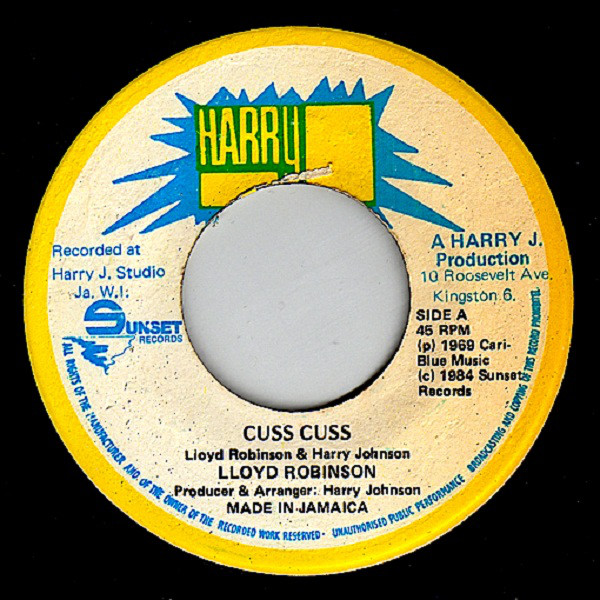 HARRY
Recorded at
Harry J. Studio
Ja. W.I.
SUNSET
RECORDS
A HARRY J.
Production
10 Roosevelt Ave.
Kingston 6.
SIDE A
45 RPM
(p) 1969 Cari-
Blue Music
(c) 1984 Sunset
Records
CUSS CUSS
Lloyd Robinson & Harry Johnson
LLOYD ROBINSON
Producer & Arranger: Harry Johnson
MADE IN JAMAICA
ALL RIGHTS OF THE MANUFACTURER AND OF THE OWNER OF THE RECORDED WORK RESERVED - UNAUTHORISED PUBLIC PERFORMANCE BROADCASTING AND COPYING OF THIS RECORD PROHIBITED.